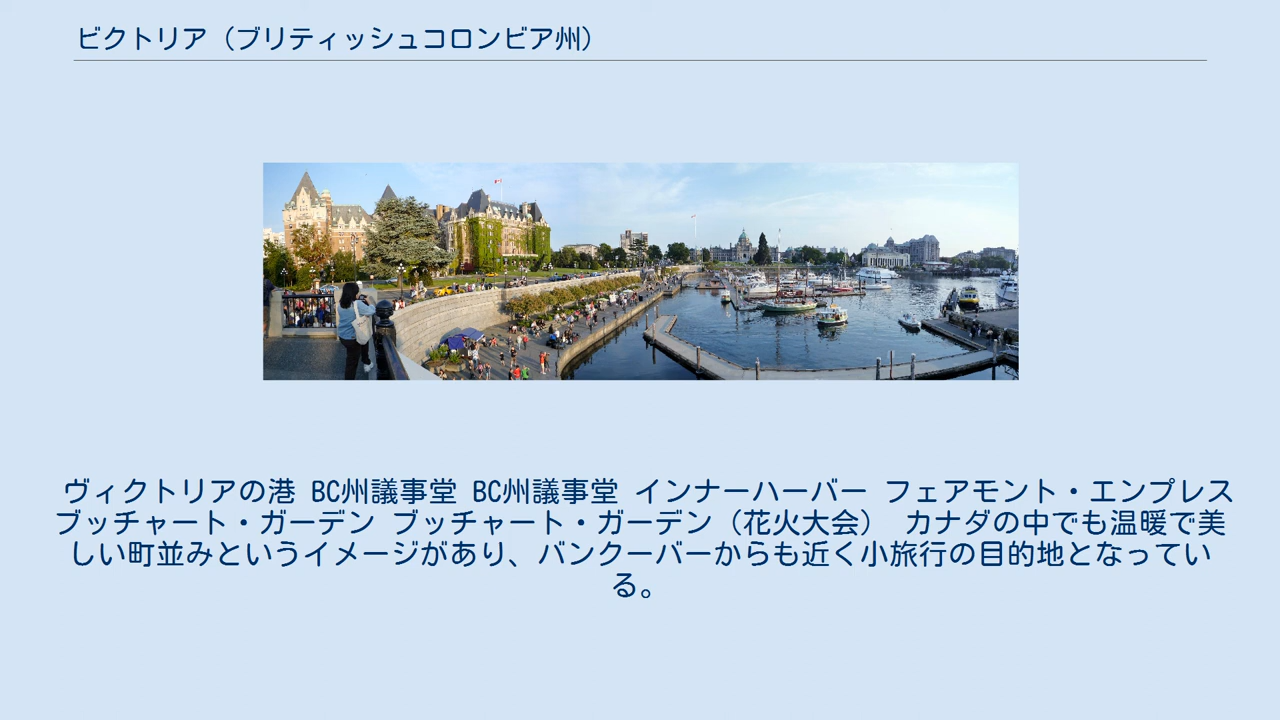 ビクトリア（ブリティッシュコロンビア州）
ヴィクトリアの港 BC州議事堂 BC州議事堂 インナーハーバー フェアモント・エンプレス
ブッチャート・ガーデン ブッチャート・ガーデン（花火大会） カナダの中でも温暖で美
しい町並みというイメージがあり、バンクーバーからも近く小旅行の目的地となってい
る。